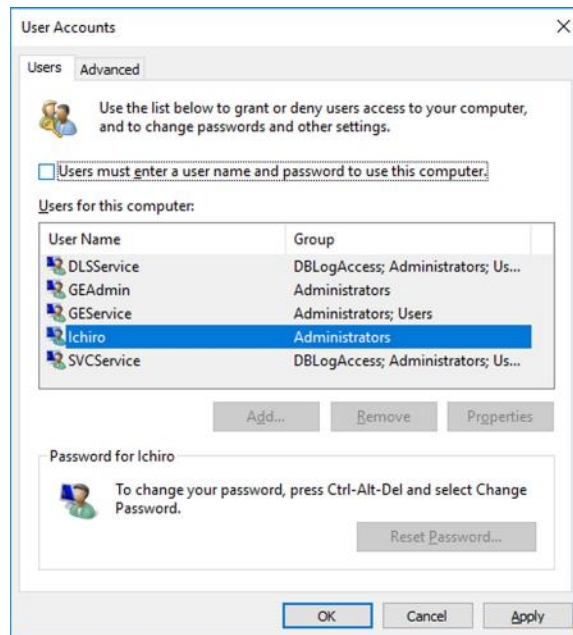 User Accounts
Users
Advanced
Use the list below to grant or deny users access to your computer,
and to change passwords and other settings.
Users must enter a user name and password to use this computer.
Users for this computer:
User Name Group
DLSService DBLogAccess; Administrators; Us...
GEAdmin Administrators
GEService Administrators; Users
Ichiro Administrators
SVCService DBLogAccess; Administrators; Us...
Add... Remove Properties
Password for Ichiro
To change your password, press Ctrl-Alt-Del and select Change
Password.
Reset Password...
OK Cancel Apply